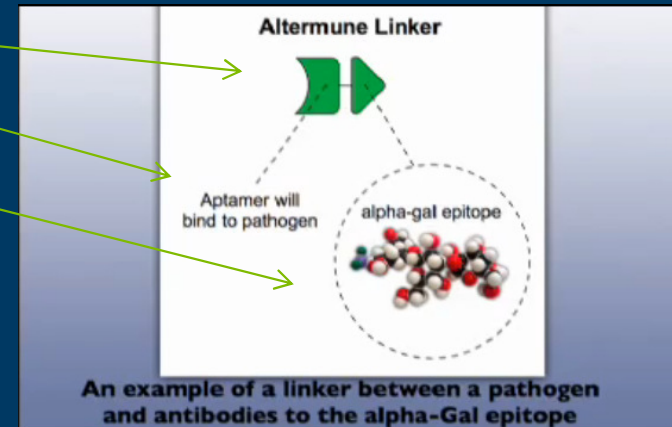 Altermune Linker
Aptamer will
bind to pathogen
alpha-gal epitope
An example of a linker between a pathogen
and antibodies to the alpha-Gal epitope